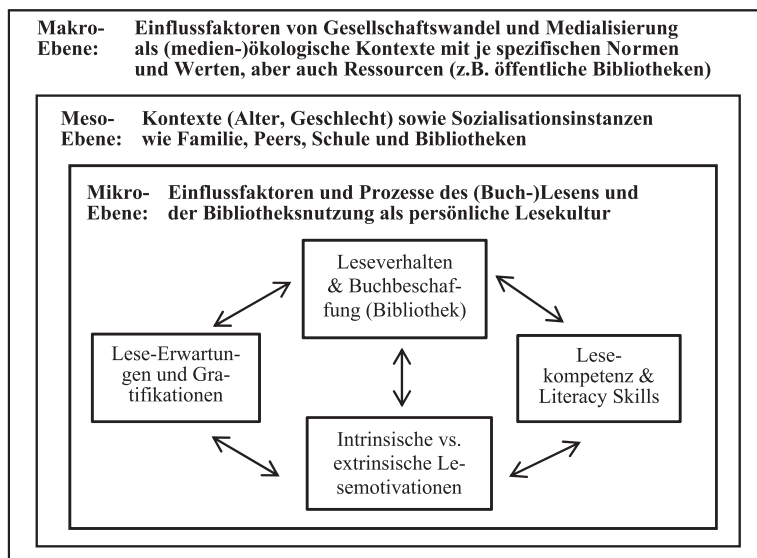 Makro- Einflussfaktoren von Gesellschaftswandel und Medialisierung
Ebene: als (medien-)ökologische Kontexte mit je spezifischen Normen
und Werten, aber auch Ressourcen (z.B. öffentliche Bibliotheken)
Meso- Kontexte (Alter, Geschlecht) sowie Sozialisationsinstanzen
Ebene: wie Familie, Peers, Schule und Bibliotheken
Mikro- Einflussfaktoren und Prozesse des (Buch-)Lesens und
Ebene: der Bibliotheksnutzung als persönliche Lesekultur
Leseverhalten
& Buchbeschaf-
fung (Bibliothek)
Lese-Erwartun-
gen und Gra-
tifikationen
Lese-
kompetenz &
Literacy Skills
Intrinsische vs.
extrinsische Le-
semotivationen